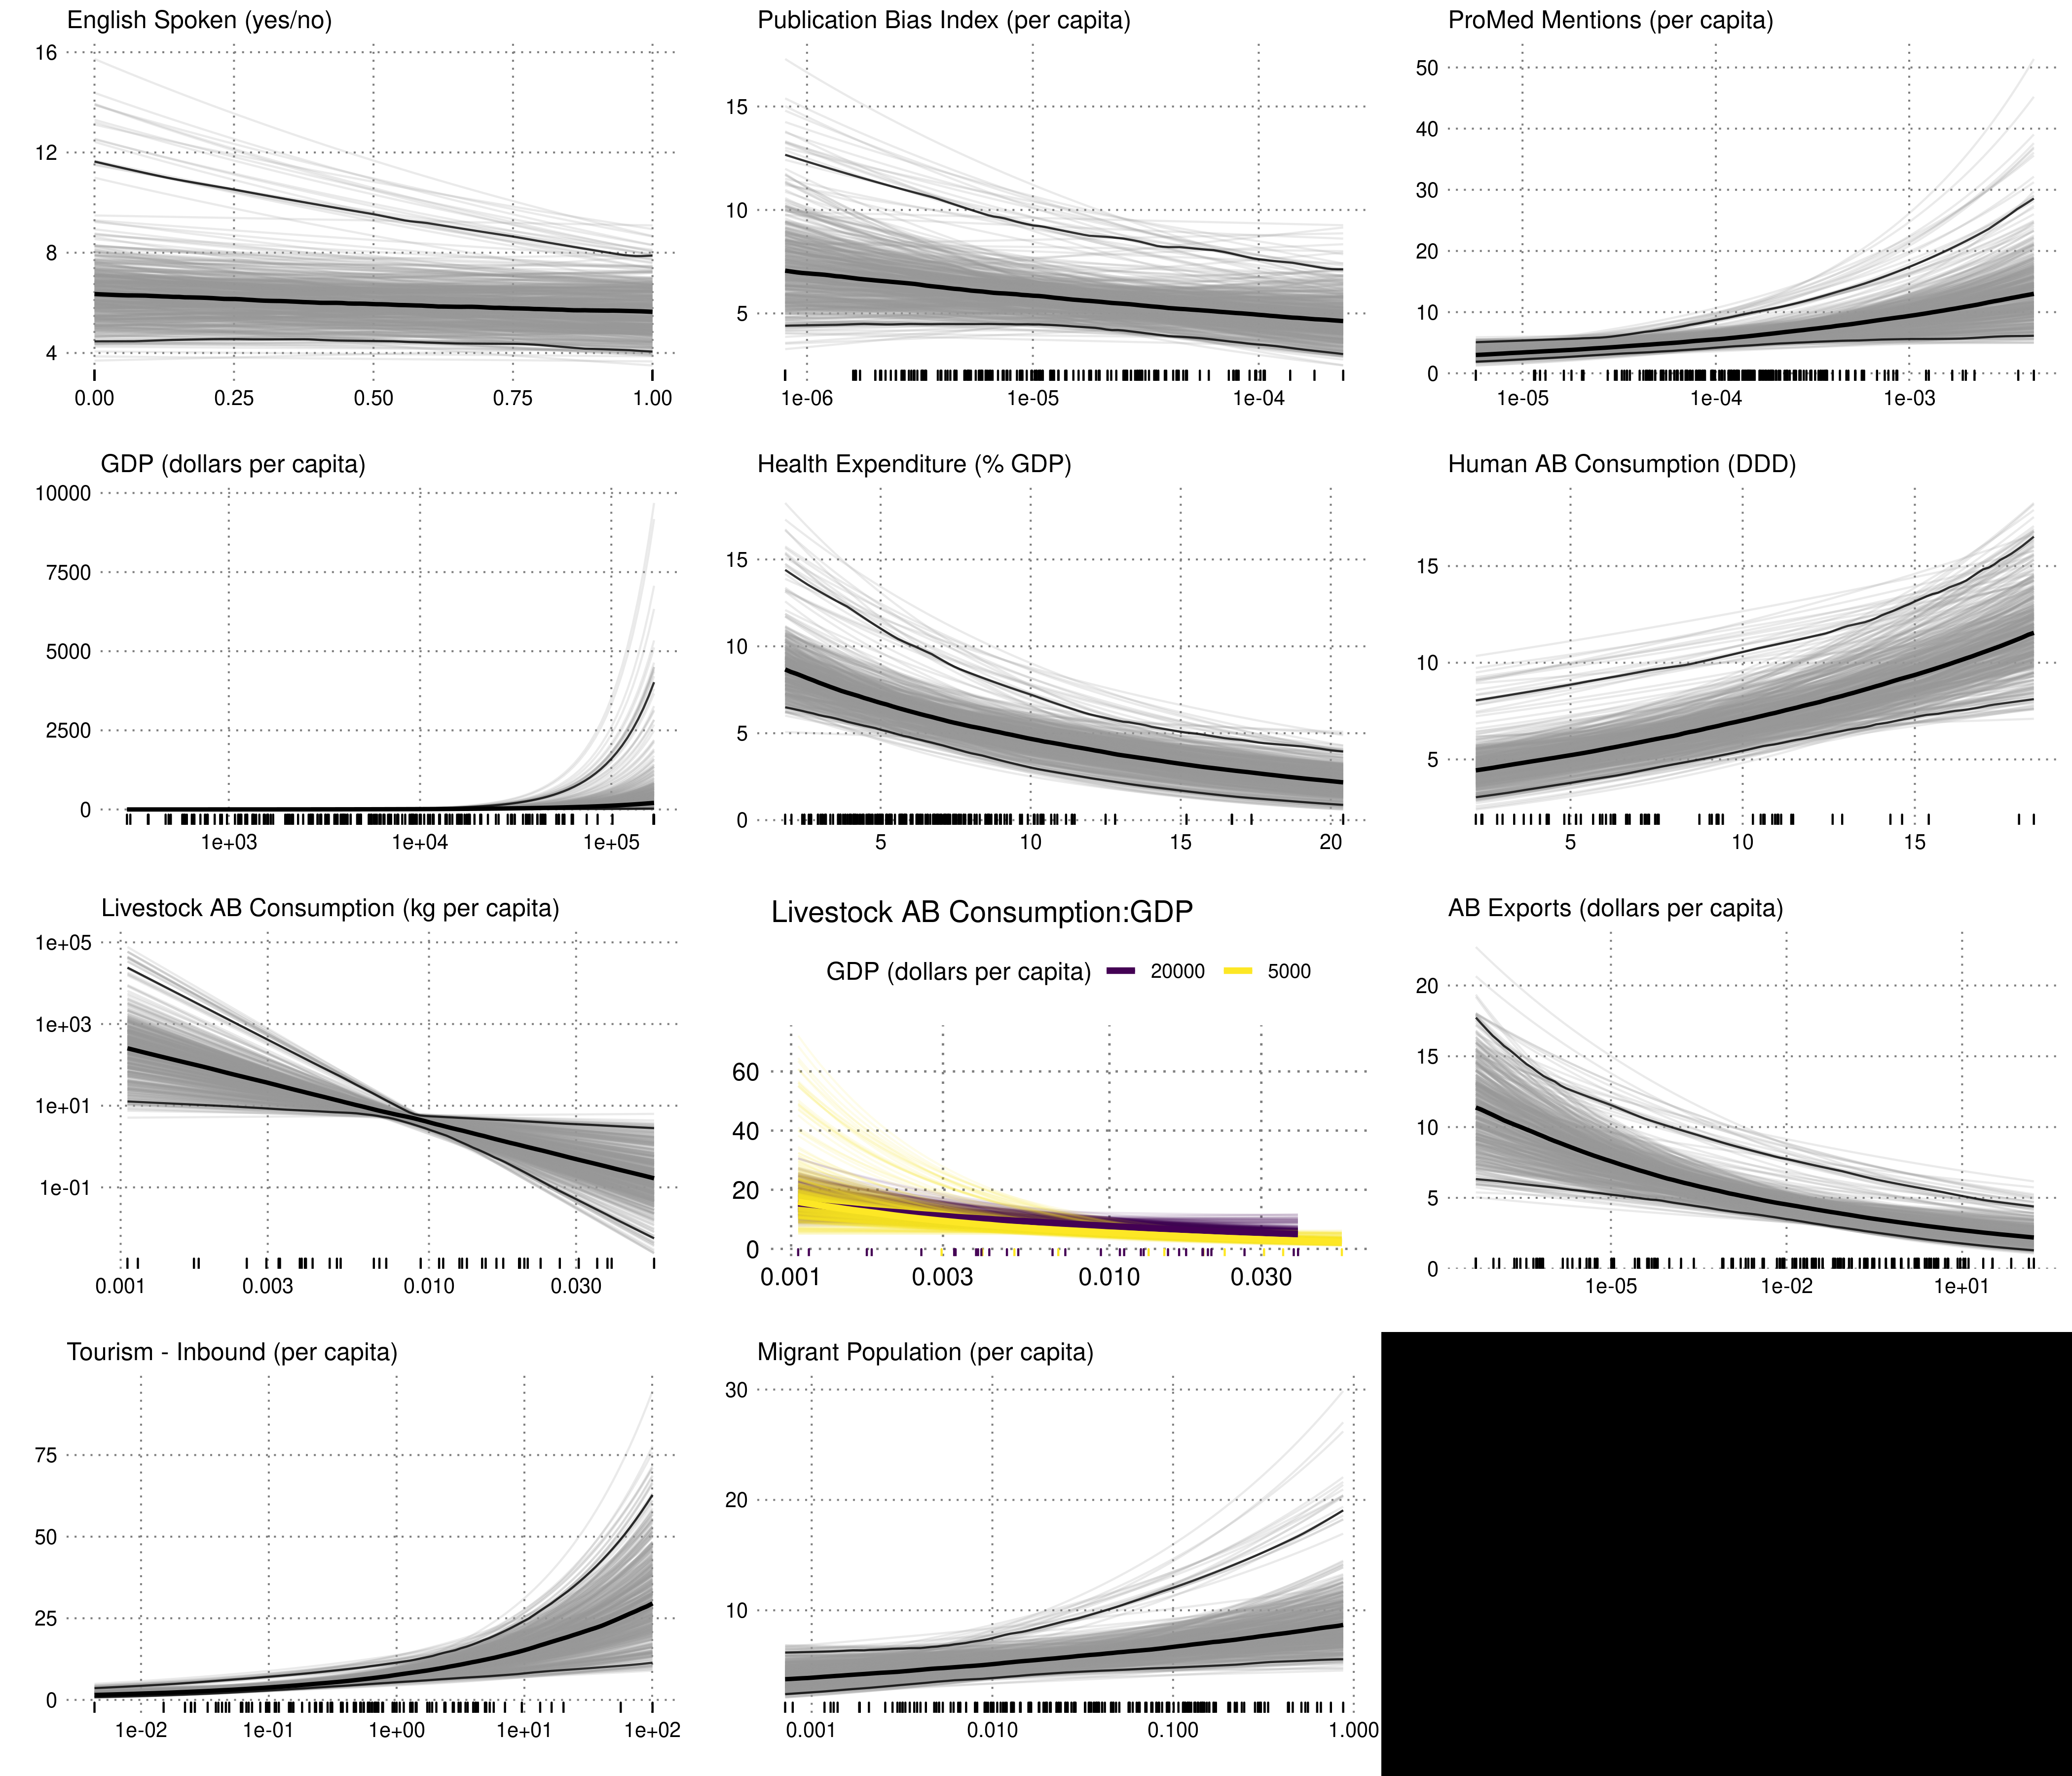 English Spoken (yes/no)
16
12
8
4
0.00 0.25 0.50 0.75 1.00
Publication Bias Index (per capita)
15
10
5
1e-06 1e-05 1e-04
ProMed Mentions (per capita)
50
40
30
20
10
0
1e-05 1e-04 1e-03
GDP (dollars per capita)
10000
7500
5000
2500
0
1e+03 1e+04 1e+05
Health Expenditure (% GDP)
15
10
5
0
5 10 15 20
Human AB Consumption (DDD)
15
10
5
5 10 15
Livestock AB Consumption (kg per capita)
1e+05
1e+03
1e+01
1e-01
0.001 0.003 0.010 0.030
Livestock AB Consumption:GDP
GDP (dollars per capita) 20000 5000
60
40
20
0
0.001 0.003 0.010 0.030
AB Exports (dollars per capita)
20
15
10
5
0
1e-05 1e-02 1e+01
Tourism - Inbound (per capita)
75
50
25
0
1e-02 1e-01 1e+00 1e+01 1e+02
Migrant Population (per capita)
30
20
10
0.001 0.010 0.100 1.000